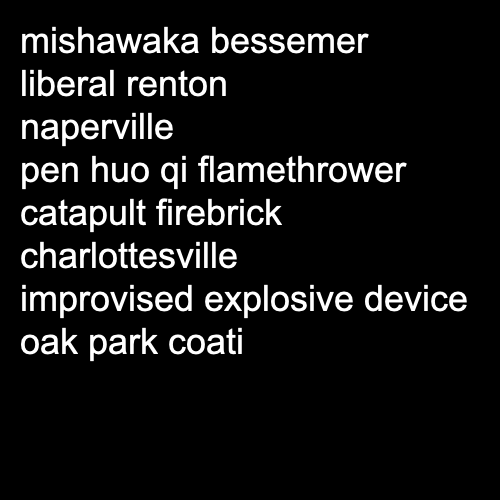 mishawaka bessemer
liberal renton
naperville
pen huo qi flamethrower
catapult firebrick
charlottesville
improvised explosive device
oak park coati